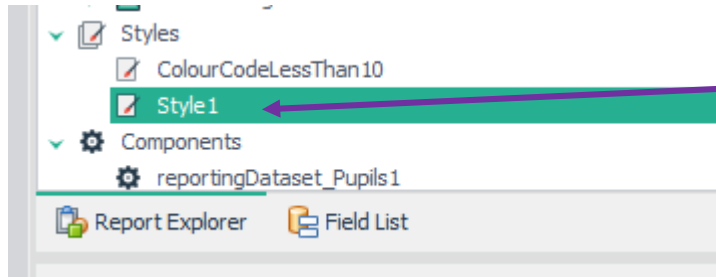 Styles
ColourCodeLessThan10
Style1
Components
reportingDataset_Pupils1
Report Explorer Field List